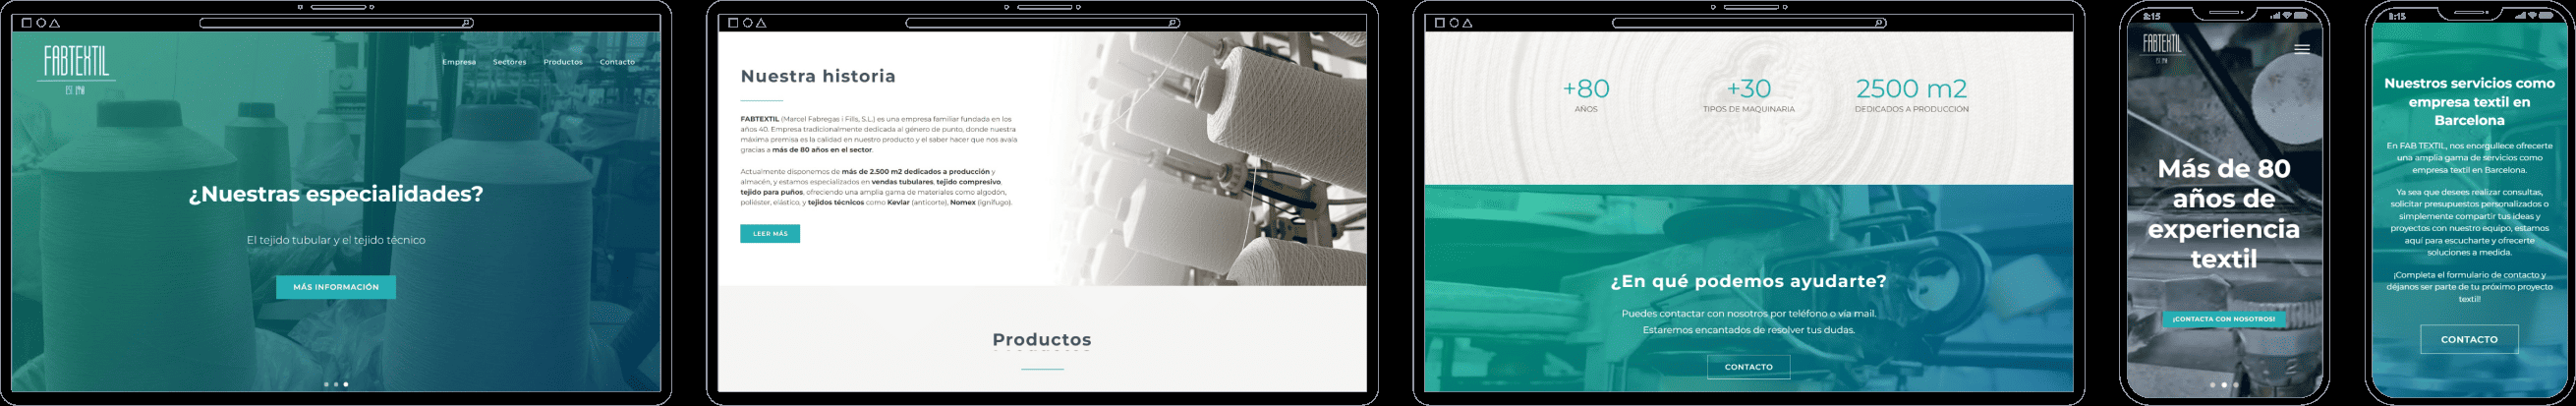 FABTEXTIL
EST. 1940
Empresa Sectores Productos Contacto
¿Nuestras especialidades?
El tejido tubular y el tejido técnico
MÁS INFORMACIÓN
Nuestra historia
FABTEXTIL (Marcel Fabregas i Fills, S.L.) es una empresa familiar fundada en los
años 40. Empresa tradicionalmente dedicada al género de punto, donde nuestra
máxima premisa es la calidad en nuestro producto y el saber hacer que nos avala
gracias a más de 80 años en el sector.
Actualmente disponemos de más de 2.500 m2 dedicados a producción y
almacén, y estamos especializados en vendas tubulares, tejido compresivo,
tejido para puños, ofreciendo una amplia gama de materiales como algodón,
poliéster, elástico, y tejidos técnicos como Kevlar (anticorte), Nomex (ignífugo).
LEER MÁS
Productos
+80
AÑOS
+30
TIPOS DE MAQUINARIA
2500 m2
DEDICADOS A PRODUCCIÓN
¿En qué podemos ayudarte?
Puedes contactar con nosotros por teléfono o vía mail.
Estaremos encantados de resolver tus dudas.
CONTACTO
8:15
FABTEXTIL
Más de 80
años de
experiencia
textil
¡CONTACTA CON NOSOTROS!
8:15
Nuestros servicios como
empresa textil en
Barcelona
En FAB TEXTIL, nos enorgullece ofrecerte
una amplia gama de servicios como
empresa textil en Barcelona.
Ya sea que desees realizar consultas,
solicitar presupuestos personalizados o
simplemente compartir tus ideas y
proyectos con nuestro equipo, estamos
aquí para escucharte y ofrecerte
soluciones a medida.
¡Completa el formulario de contacto y
déjanos ser parte de tu próximo proyecto
textil!
CONTACTO